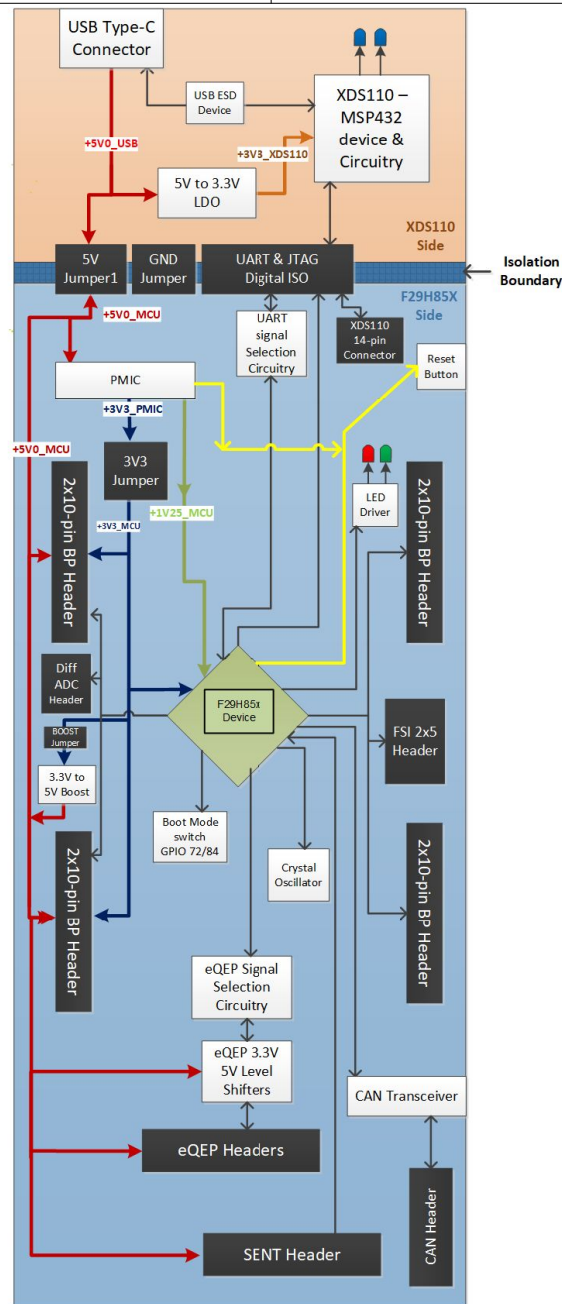 USB Type-C
Connector
USB ESD
Device
XDS110 –
MSP432
device &
Circuitry
+5V0_USB
+3V3_XDS110
5V to 3.3V
LDO
XDS110
Side
5V
Jumper1
GND
Jumper
UART & JTAG
Digital ISO
Isolation
Boundary
F29H85X
Side
+5V0_MCU
UART
signal
Selection
Circuitry
XDS110
14-pin
Connector
Reset
Button
PMIC
+3V3_PMIC
+5V0_MCU
3V3
Jumper
+1V25_MCU
+3V3_MCU
2x10-pin BP Header
LED
Driver
2x10-pin BP Header
Diff
ADC
Header
F29H85x
Device
FSI 2x5
Header
BOOST
Jumper
3.3V to
5V Boost
Boot Mode
switch
GPIO 72/84
Crystal
Oscillator
2x10-pin BP Header
2x10-pin BP Header
eQEP Signal
Selection
Circuitry
eQEP 3.3V
5V Level
Shifters
CAN Transceiver
eQEP Headers
CAN Header
SENT Header